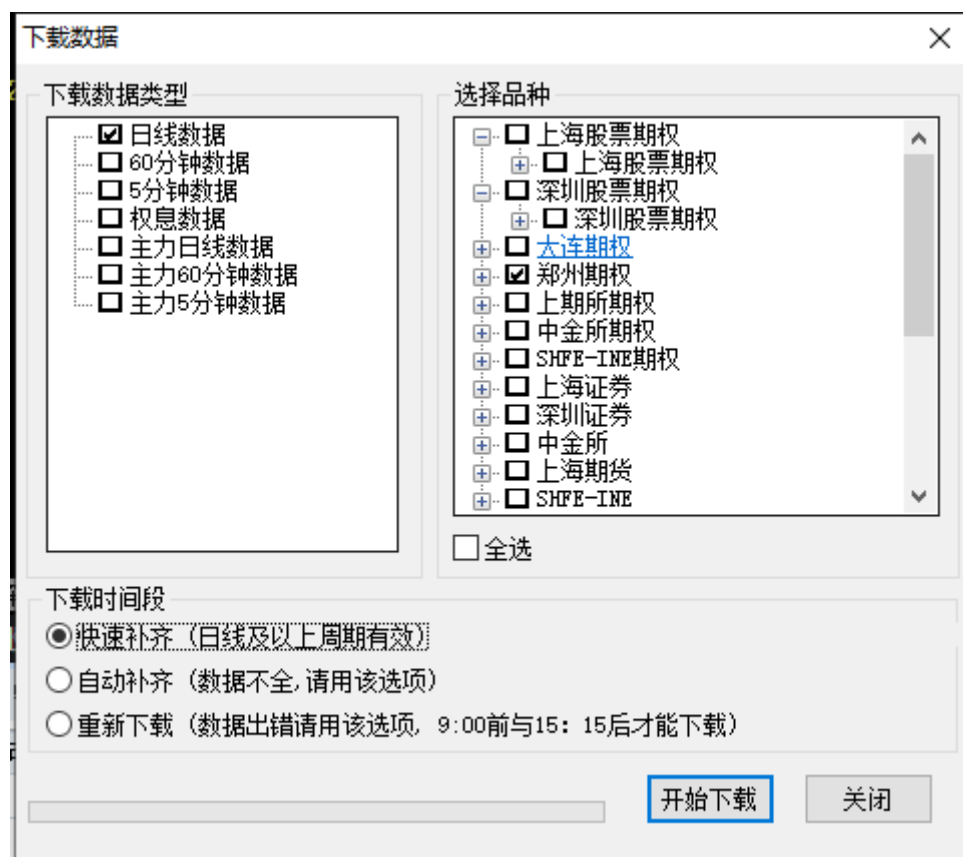 下载数据
下载数据类型
日线数据
60分钟数据
5分钟数据
权息数据
主力日线数据
主力60分钟数据
主力5分钟数据
选择品种
上海股票期权
上海股票期权
深圳股票期权
深圳股票期权
大连期权
郑州期权
上期所期权
中金所期权
SHFE-INE期权
上海证券
深圳证券
中金所
上海期货
SHFE-INE
全选
下载时间段
快速补齐（日线及以上周期有效）
自动补齐（数据不全,请用该选项）
重新下载（数据出错请用该选项，9:00前与15：15后才能下载）
开始下载
关闭